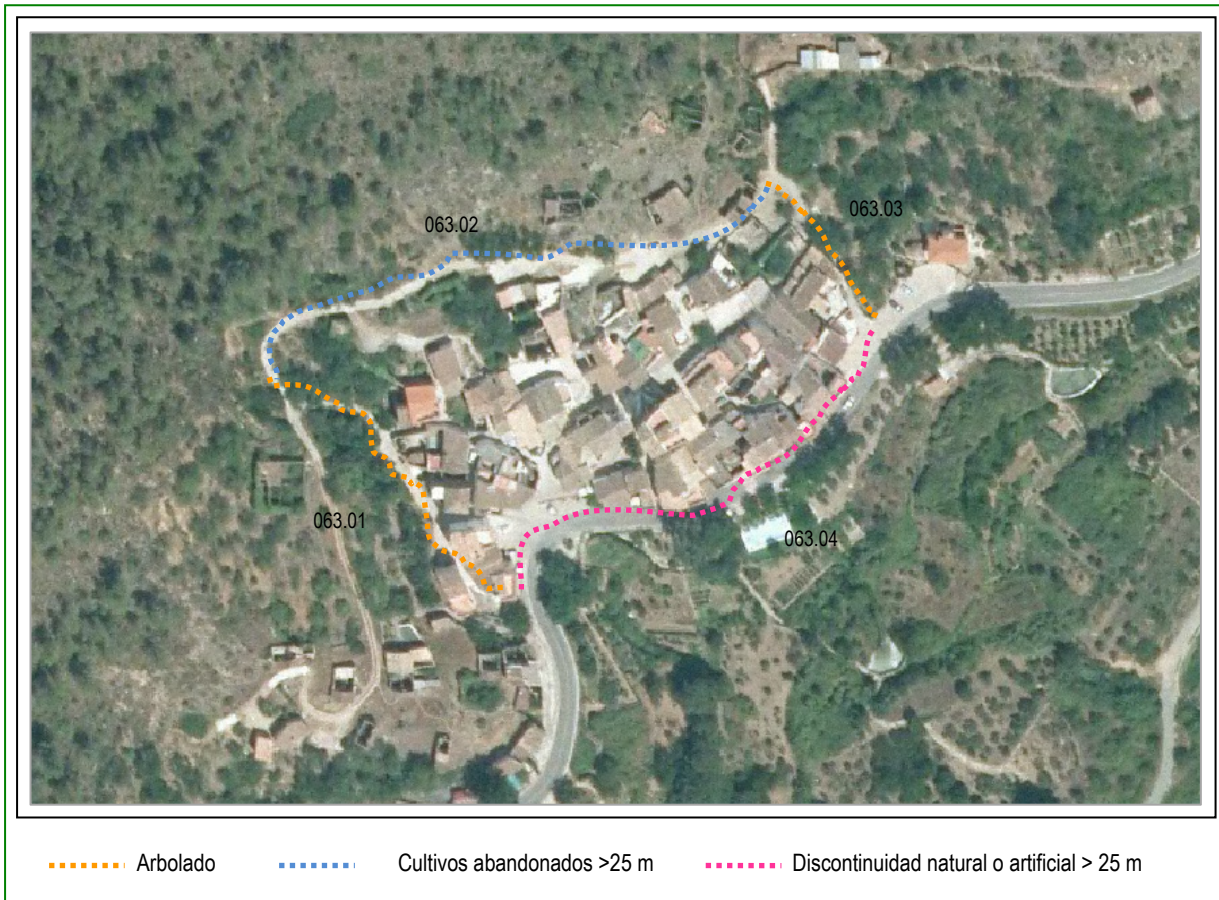 063.03
063.02
063.01
063.04
Arbolado
Cultivos abandonados >25 m
Discontinuidad natural o artificial > 25 m